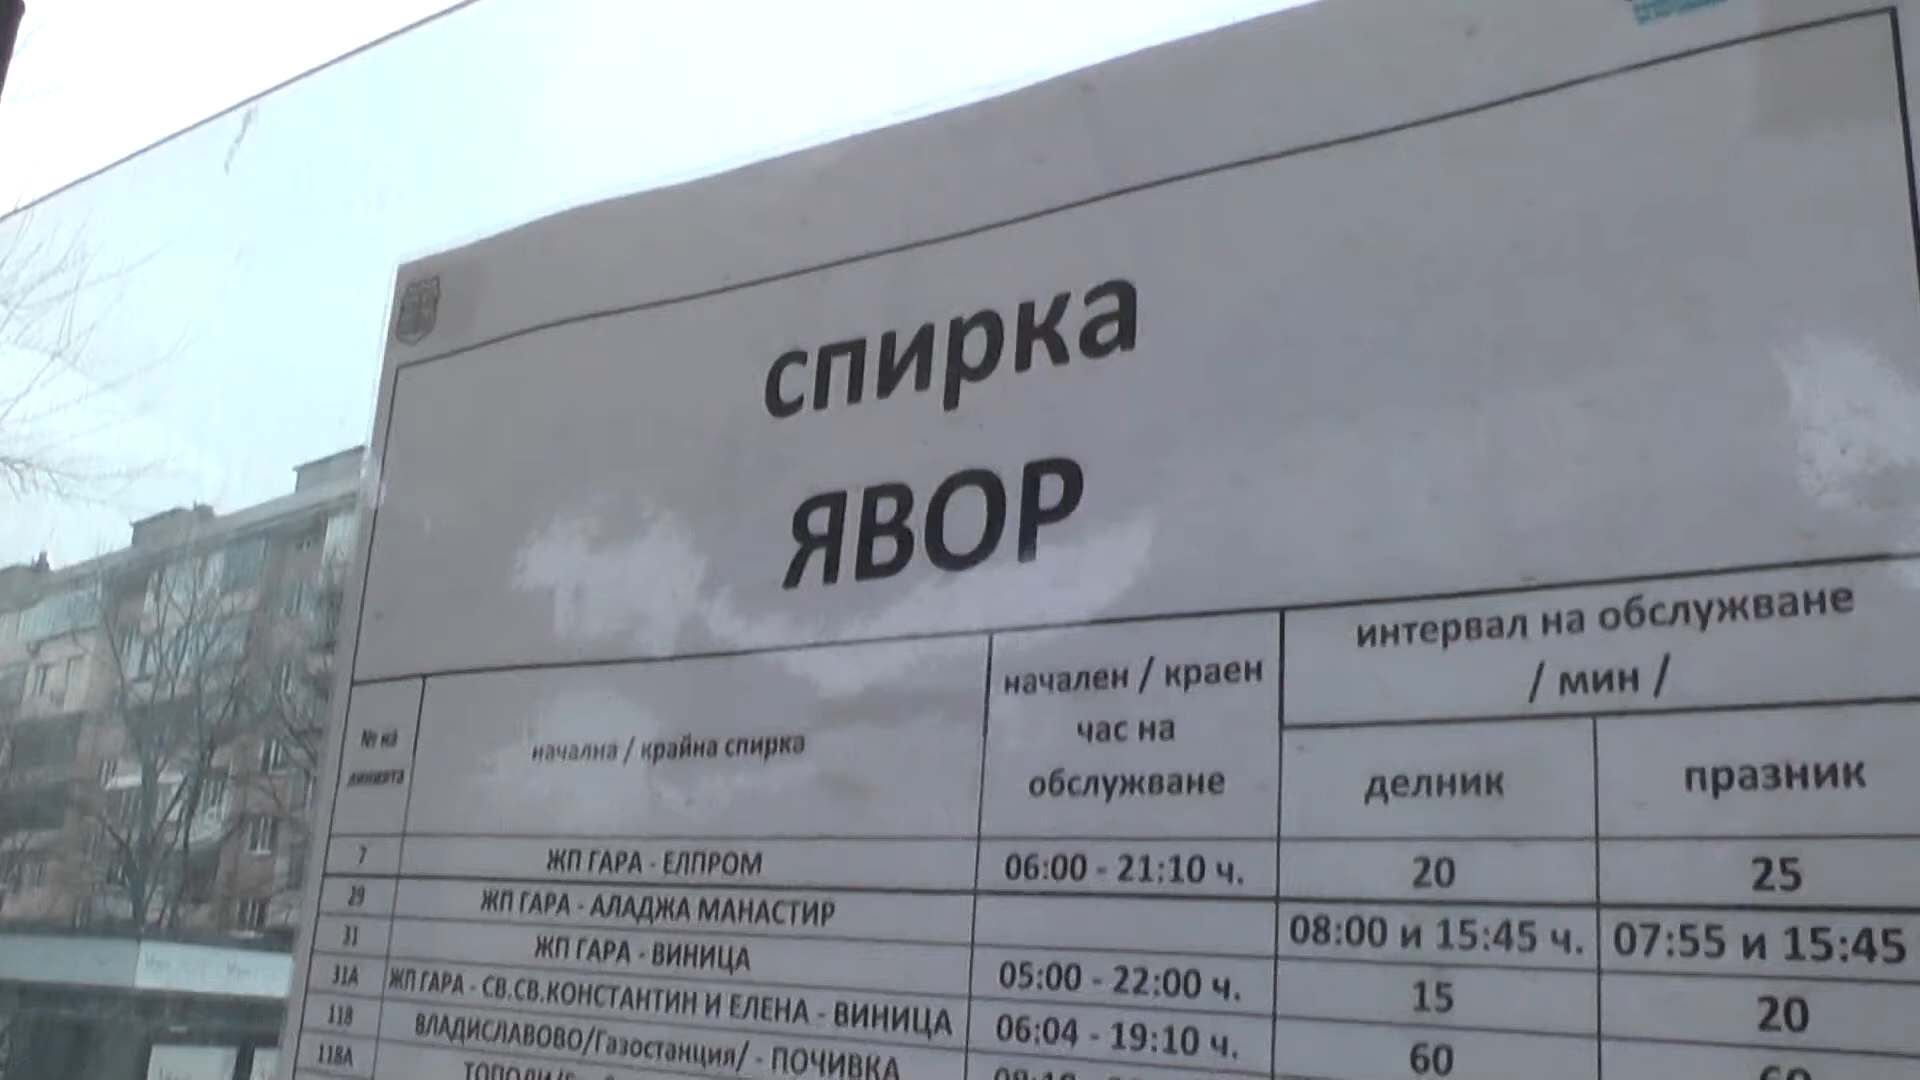 спирка
ЯВОР
№ на линията
начална / крайна спирка
начален / краен
час на
обслужване
интервал на обслужване
/ мин /
делник
празник
7 ЖП ГАРА - ЕЛПРОМ 06:00 - 21:10 ч. 20 25
29 ЖП ГАРА - АЛАДЖА МАНАСТИР 08:00 и 15:45 ч. 07:55 и 15:45
31 ЖП ГАРА - ВИНИЦА 05:00 - 22:00 ч. 15 20
31А ЖП ГАРА - СВ.СВ.КОНСТАНТИН И ЕЛЕНА - ВИНИЦА 06:04 - 19:10 ч. 60
118 ВЛАДИСЛАВОВО/Газостанция/ - ПОЧИВКА
118А